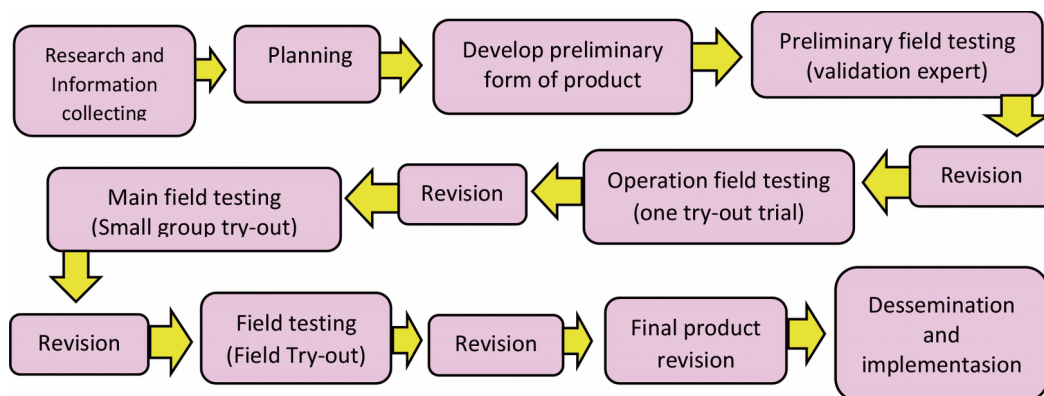 Research and
Information
collecting
Planning
Develop preliminary
form of product
Preliminary field testing
(validation expert)
Revision
Operation field testing
(one try-out trial)
Revision
Main field testing
(Small group try-out)
Revision
Field testing
(Field Try-out)
Revision
Final product
revision
Dessemination
and
implementasion